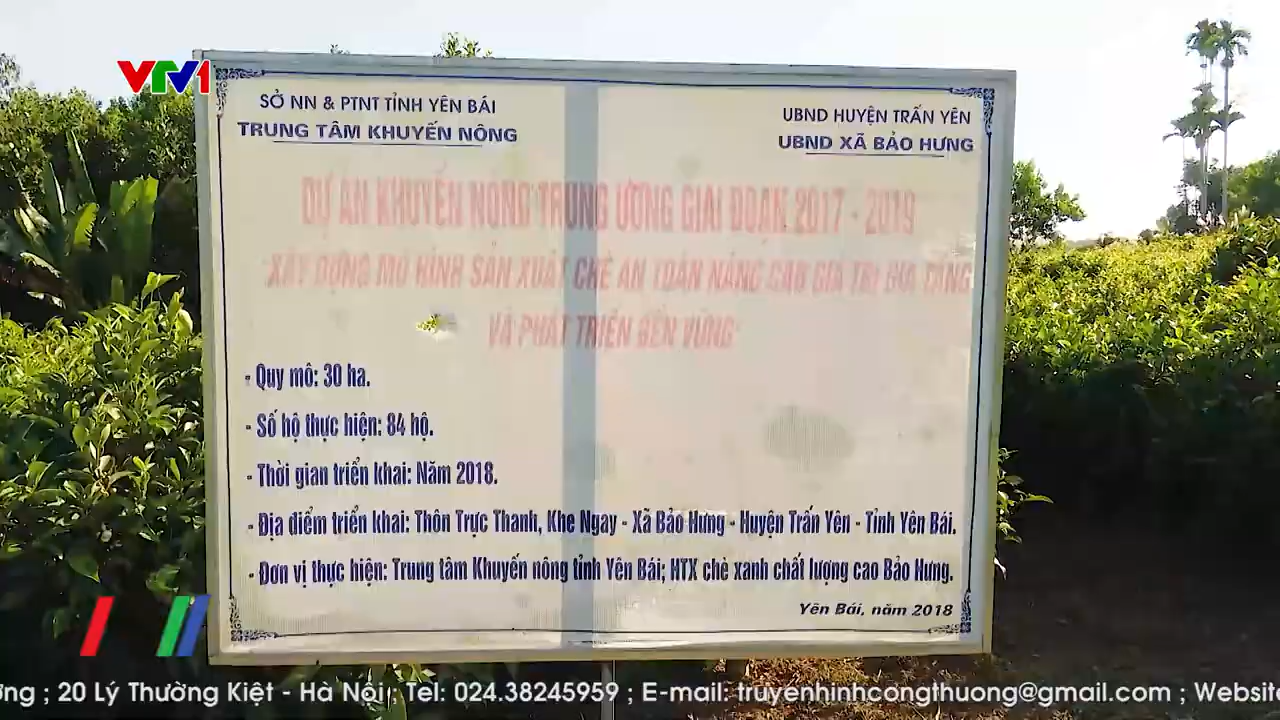 VTV1
SỞ NN & PTNT TỈNH YÊN BÁI
TRUNG TÂM KHUYẾN NÔNG
UBND HUYỆN TRẤN YÊN
UBND XÃ BẢO HƯNG
DỰ ÁN KHUYẾN NÔNG TRUNG ƯƠNG GIAI ĐOẠN 2017 - 2019
XÂY DỰNG MÔ HÌNH SẢN XUẤT CHÈ AN TOÀN NÂNG CAO GIÁ TRỊ GIA TĂNG
VÀ PHÁT TRIỂN BỀN VỮNG
- Quy mô: 30 ha.
- Số hộ thực hiện: 84 hộ.
- Thời gian triển khai: Năm 2018.
- Địa điểm triển khai: Thôn Trực Thanh, Khe Ngay - Xã Bảo Hưng - Huyện Trấn Yên - Tỉnh Yên Bái.
- Đơn vị thực hiện: Trung tâm Khuyến nông tỉnh Yên Bái; HTX chè xanh chất lượng cao Bảo Hưng.
Yên Bái, năm 2018
ơng ; 20 Lý Thường Kiệt - Hà Nội ; Tel: 024.38245959 ; E-mail: truyenhinhcongthuong@gmail.com ; Website